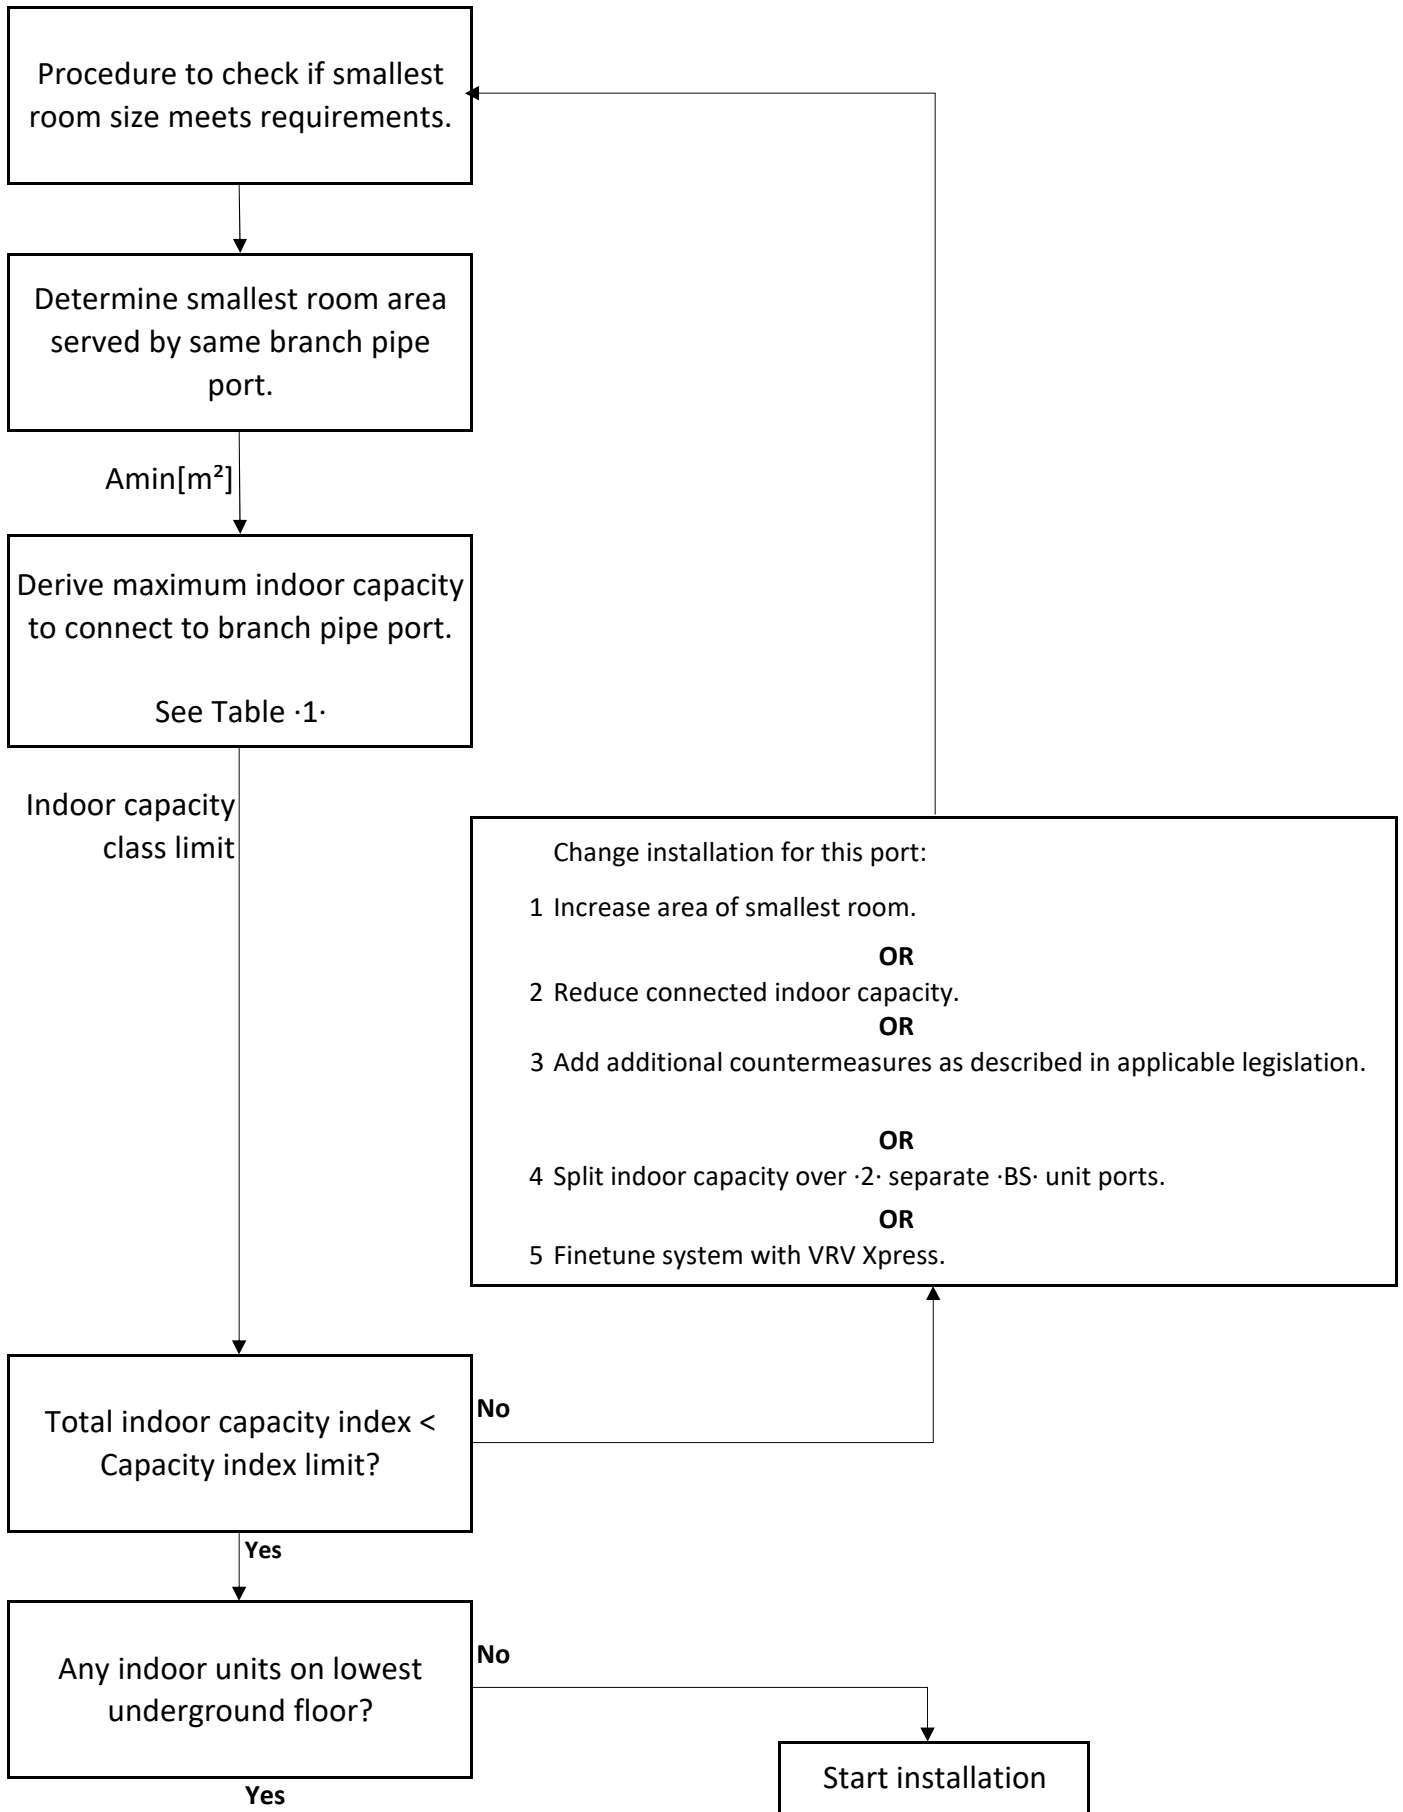 Procedure to check if smallest
room size meets requirements.
Determine smallest room area
served by same branch pipe
port.
Amin[m²]
Derive maximum indoor capacity
to connect to branch pipe port.
See Table ·1·
Indoor capacity
class limit
Change installation for this port:
1 Increase area of smallest room.
OR
2 Reduce connected indoor capacity.
OR
3 Add additional countermeasures as described in applicable legislation.
OR
4 Split indoor capacity over ·2· separate ·BS· unit ports.
OR
5 Finetune system with VRV Xpress.
Total indoor capacity index <
Capacity index limit?
No
Yes
Any indoor units on lowest
underground floor?
No
Start installation
Yes